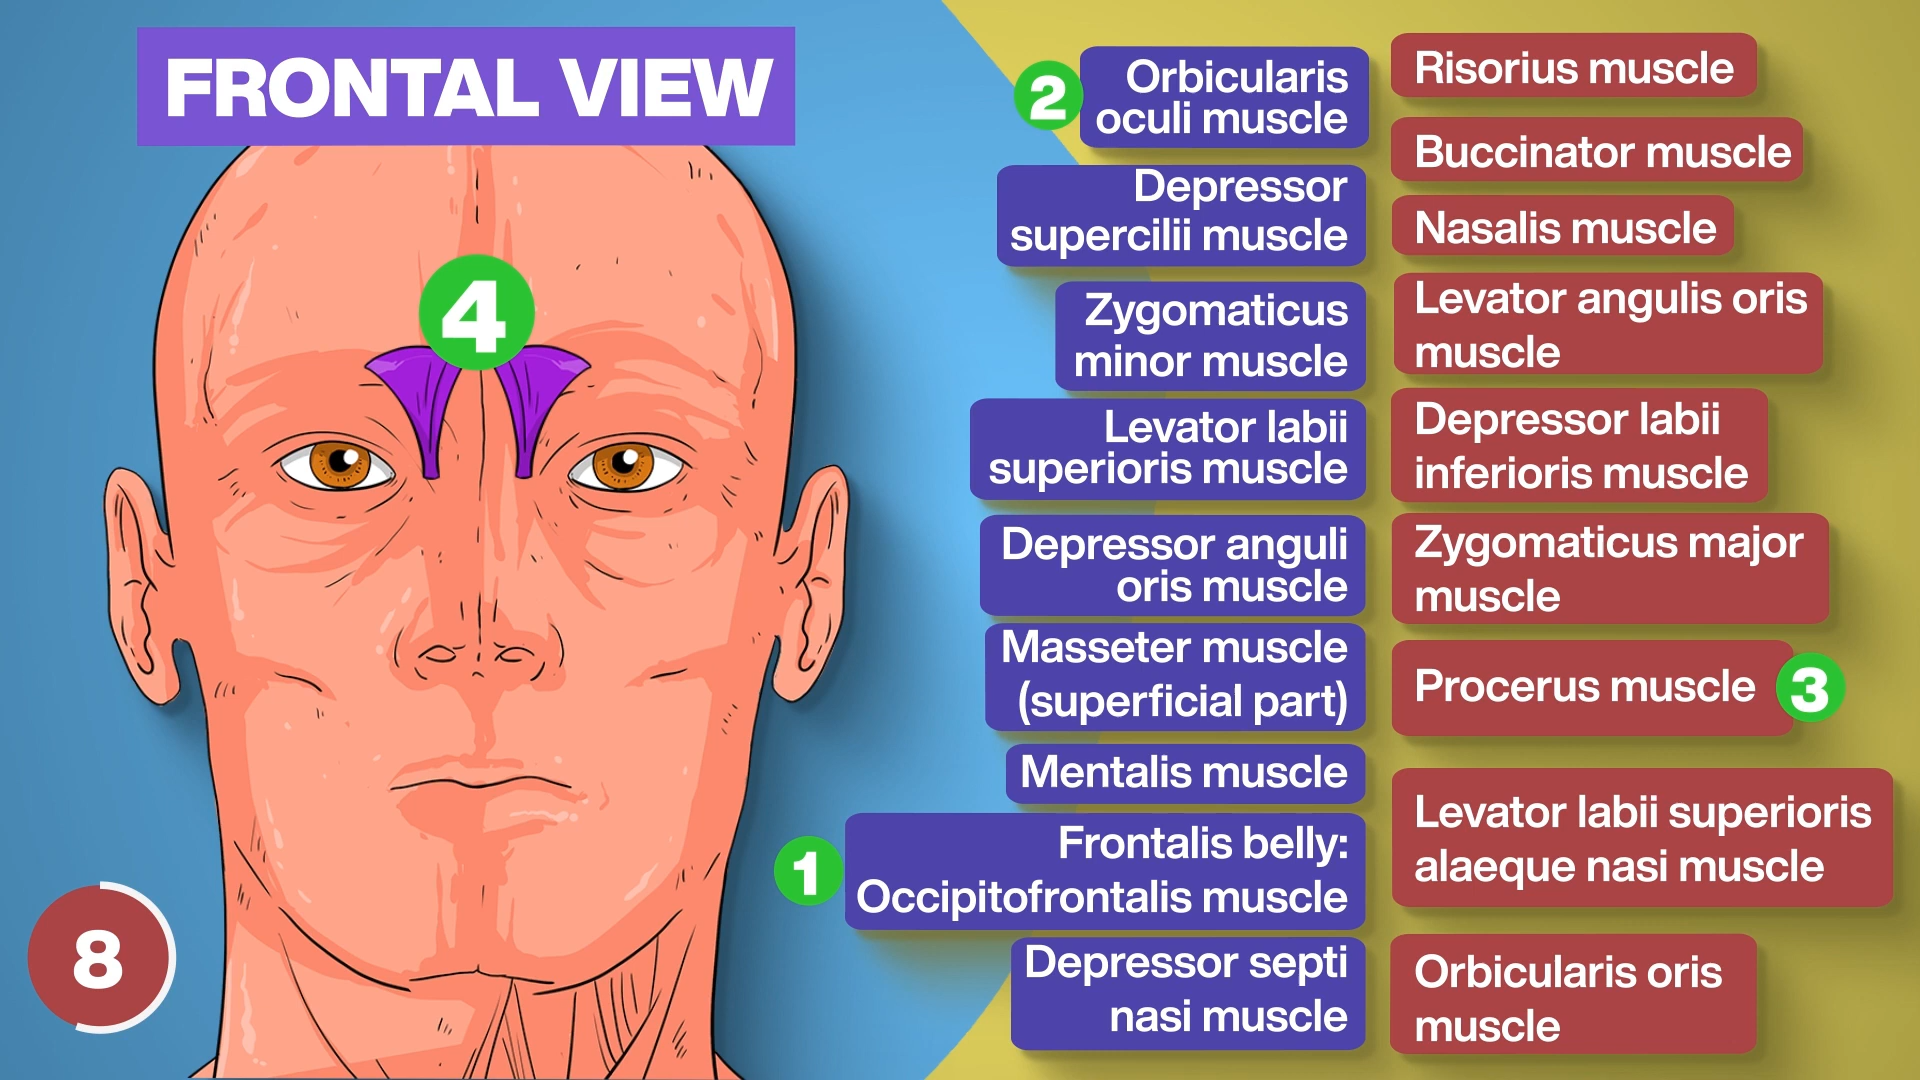 FRONTAL VIEW
4
8
2
Orbicularis
oculi muscle
Depressor
supercilii muscle
Zygomaticus
minor muscle
Levator labii
superioris muscle
Depressor anguli
oris muscle
Masseter muscle
(superficial part)
Mentalis muscle
1
Frontalis belly:
Occipitofrontalis muscle
Depressor septi
nasi muscle
Risorius muscle
Buccinator muscle
Nasalis muscle
Levator angulis oris
muscle
Depressor labii
inferioris muscle
Zygomaticus major
muscle
Procerus muscle
3
Levator labii superioris
alaeque nasi muscle
Orbicularis oris
muscle